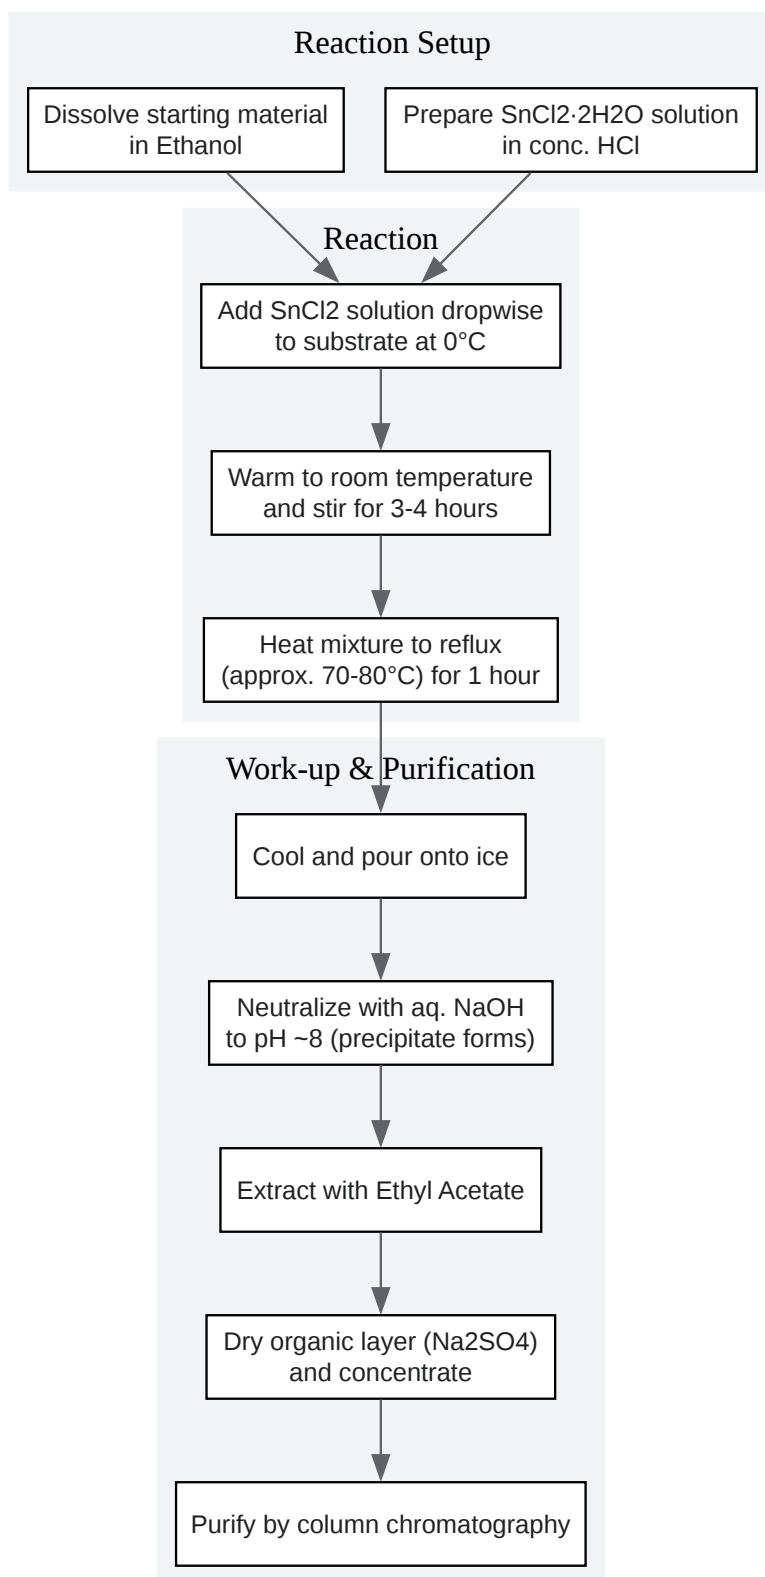 Reaction Setup
Dissolve starting material
in Ethanol
Prepare SnCl2·2H2O solution
in conc. HCl
Reaction
Add SnCl2 solution dropwise
to substrate at 0°C
Warm to room temperature
and stir for 3-4 hours
Heat mixture to reflux
(approx. 70-80°C) for 1 hour
Work-up & Purification
Cool and pour onto ice
Neutralize with aq. NaOH
to pH ~8 (precipitate forms)
Extract with Ethyl Acetate
Dry organic layer (Na2SO4)
and concentrate
Purify by column chromatography